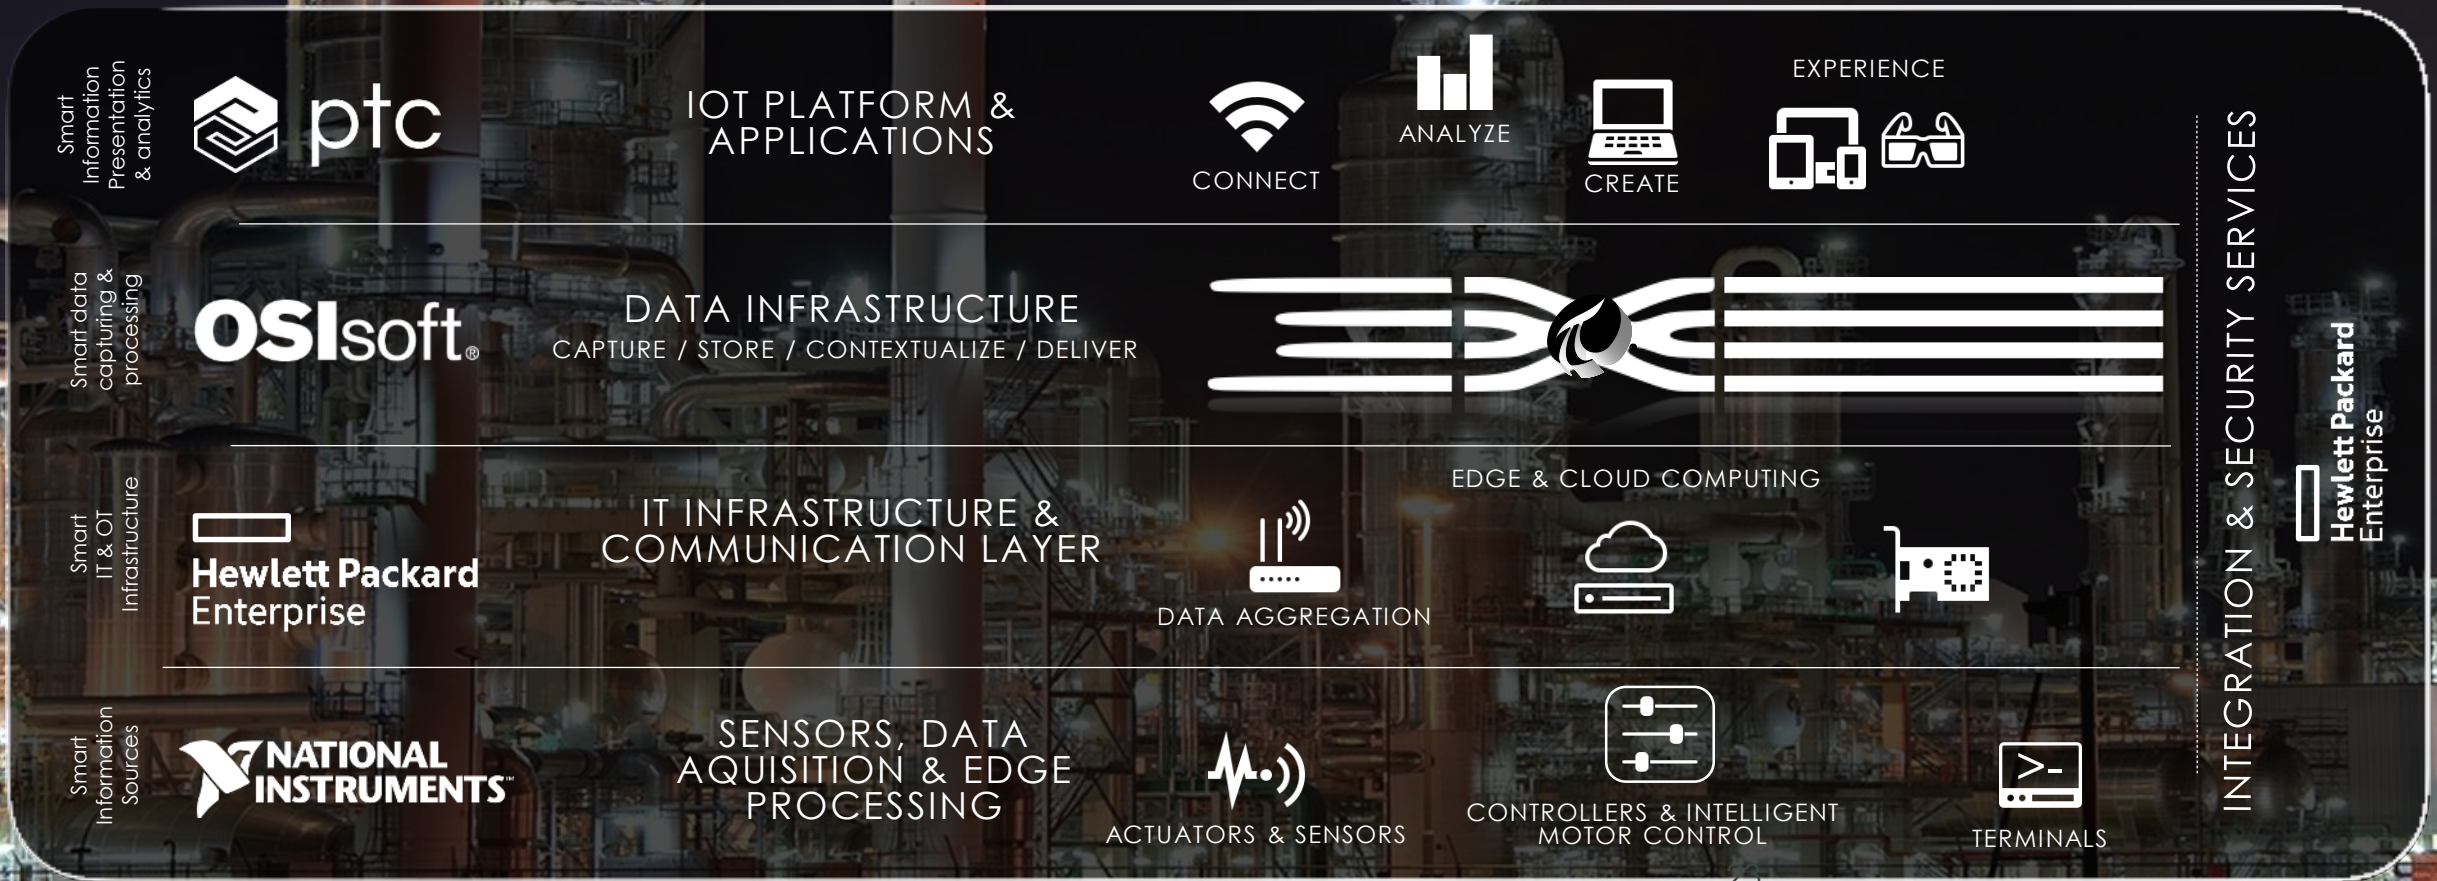 Smart
Information
Presentation
& analytics
ptc
IOT PLATFORM &
APPLICATIONS
CONNECT
ANALYZE
CREATE
EXPERIENCE
Smart data
capturing &
processing
OSIsoft®
DATA INFRASTRUCTURE
CAPTURE / STORE / CONTEXTUALIZE / DELIVER
Smart
IT & OT
Infrastructure
Hewlett Packard
Enterprise
IT INFRASTRUCTURE &
COMMUNICATION LAYER
DATA AGGREGATION
EDGE & CLOUD COMPUTING
Smart
Information
Sources
NATIONAL
INSTRUMENTS™
SENSORS, DATA
AQUISITION & EDGE
PROCESSING
ACTUATORS & SENSORS
CONTROLLERS & INTELLIGENT
MOTOR CONTROL
>-
TERMINALS
INTEGRATION & SECURITY SERVICES
Hewlett Packard
Enterprise